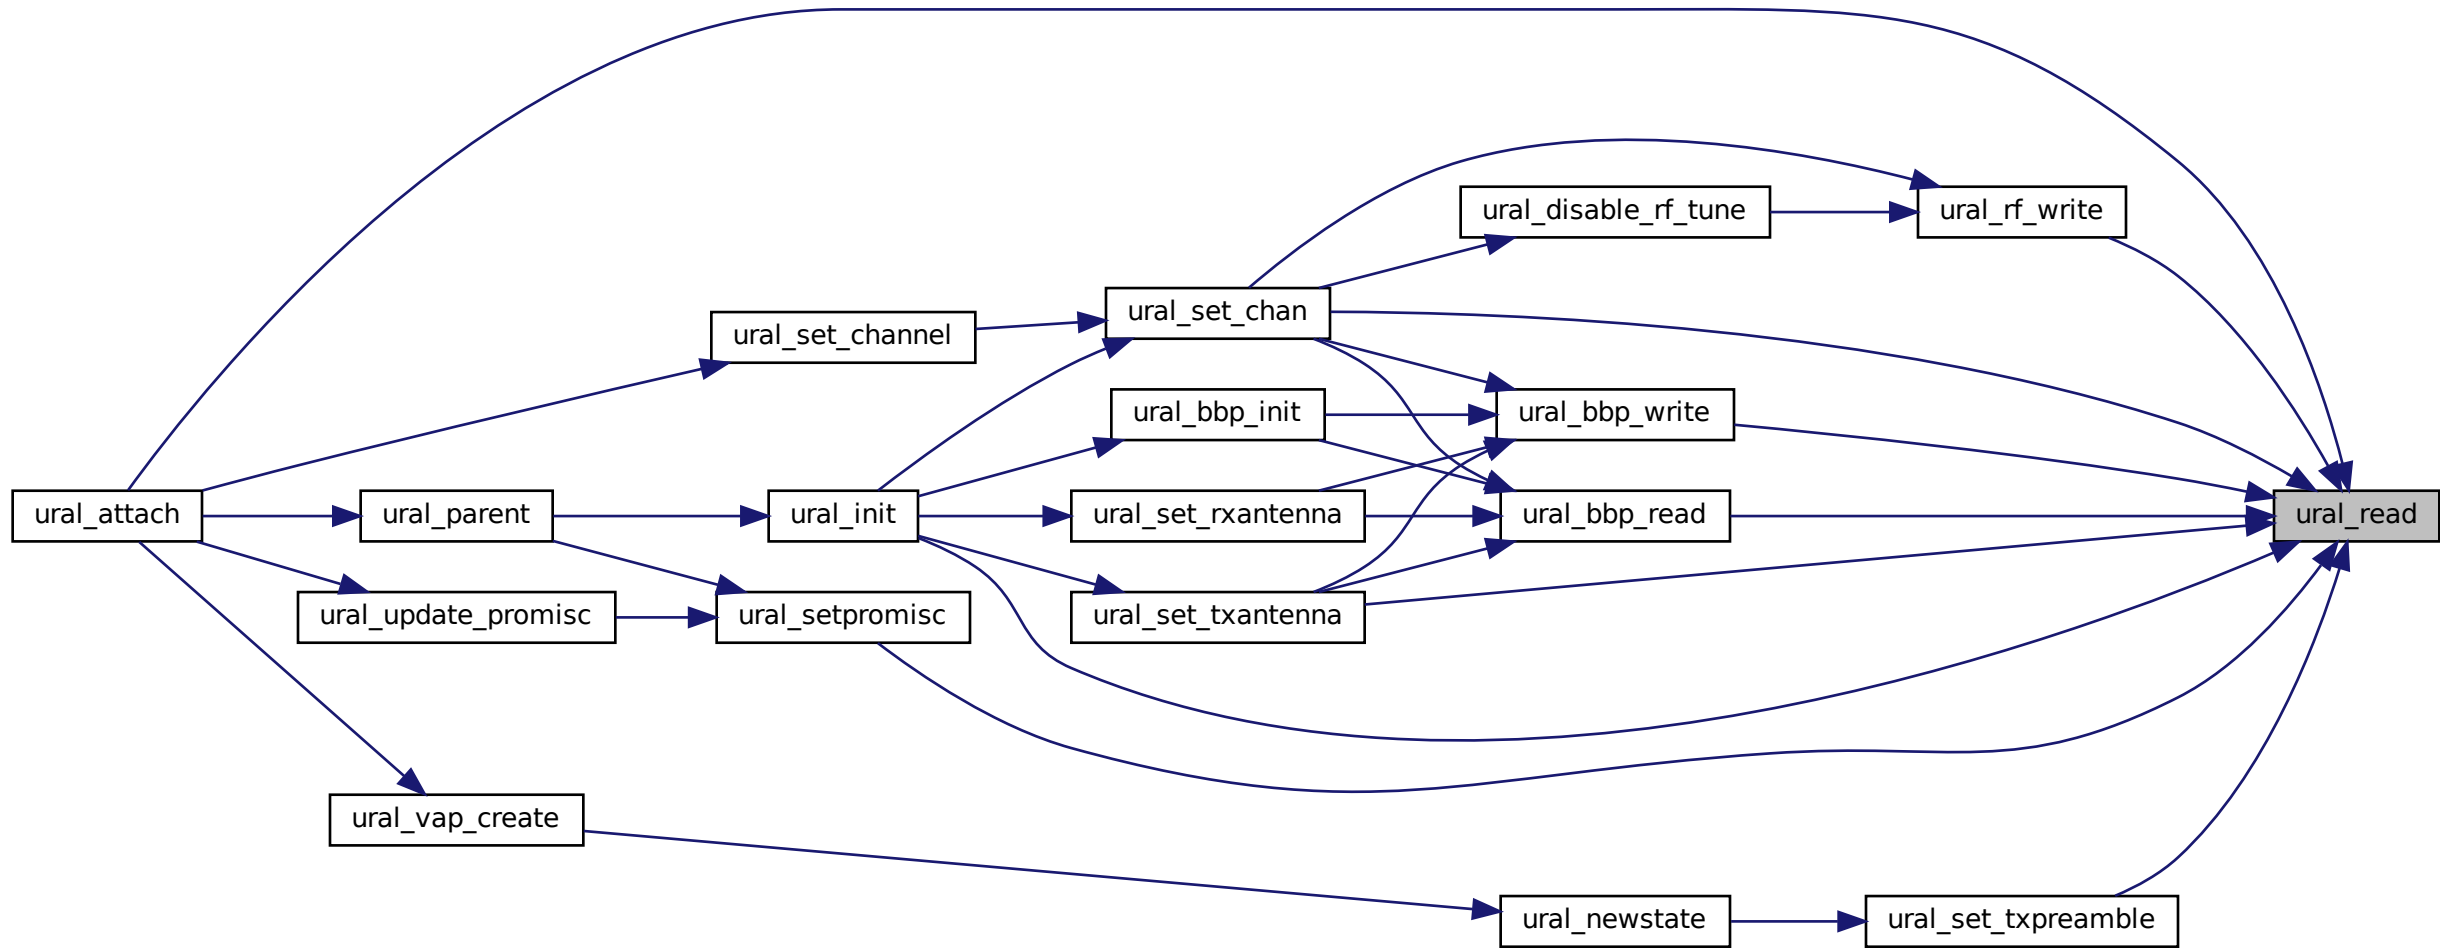 ural_disable_rf_tune
ural_rf_write
ural_set_chan
ural_set_channel
ural_bbp_init
ural_bbp_write
ural_attach
ural_parent
ural_init
ural_set_rxantenna
ural_bbp_read
ural_read
ural_update_promisc
ural_setpromisc
ural_set_txantenna
ural_vap_create
ural_newstate
ural_set_txpreamble